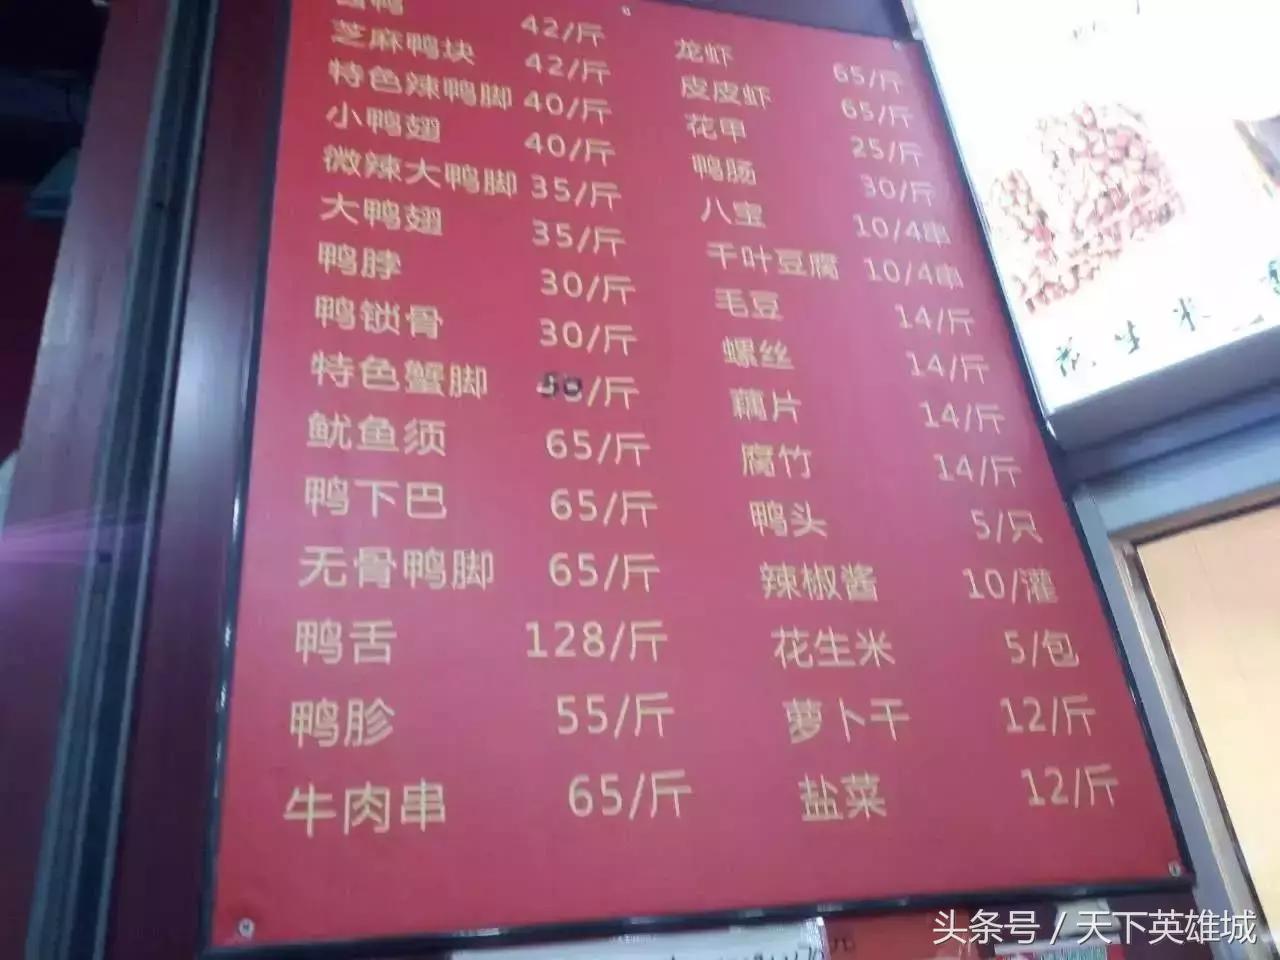 鸭 42/斤
芝麻鸭块 42/斤
特色辣鸭脚 40/斤
小鸭翅 40/斤
微辣大鸭脚 35/斤
大鸭翅 35/斤
鸭脖 30/斤
鸭锁骨 30/斤
特色蟹脚 50/斤
鱿鱼须 65/斤
鸭下巴 65/斤
无骨鸭脚 65/斤
鸭舌 128/斤
鸭胗 55/斤
牛肉串 65/斤
龙虾 65/斤
皮皮虾 65/斤
花甲 25/斤
鸭肠 30/斤
八宝 10/4串
千叶豆腐 10/4串
毛豆 14/斤
螺丝 14/斤
藕片 14/斤
腐竹 14/斤
鸭头 5/只
辣椒酱 10/灌
花生米 5/包
萝卜干 12/斤
盐菜 12/斤
花生米
头条号 / 天下英雄城